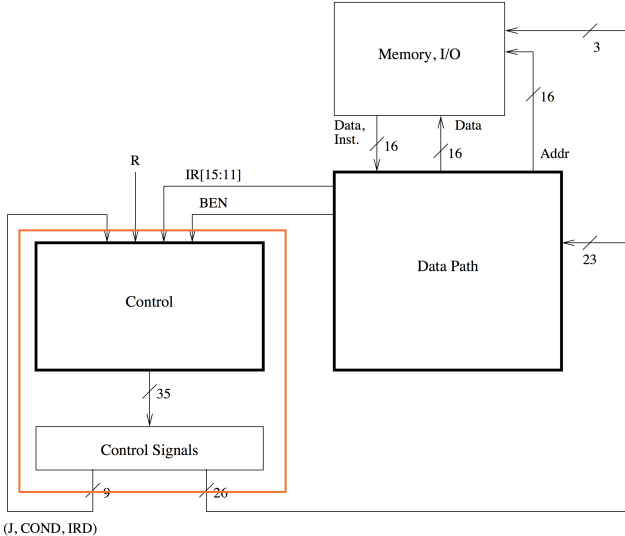 Memory, I/O
3
16
Data,
Inst.
16
16
Data
Addr
R
IR[15:11]
BEN
23
Data Path
Control
35
Control Signals
9
26
(J, COND, IRD)